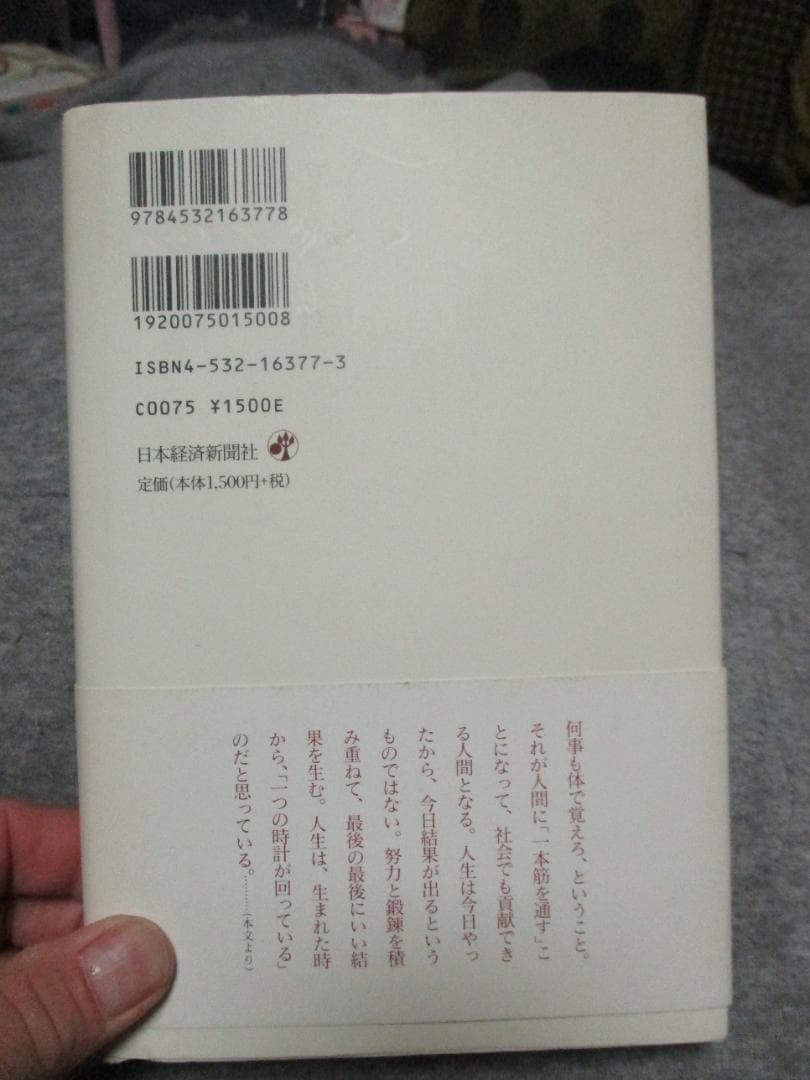 9784532163778
1920075015008
ISBN4-532-16377-3
C0075 ¥1500E
日本経済新聞社
定価(本体1,500円+税)
何事も体で覚えろ、ということ。
それが人間に「一本筋を通す」こ
とになって、社会でも貢献でき
る人間となる。人生は今日やっ
たから、今日結果が出るという
ものではない。努力と鍛錬を積
み重ねて、最後の最後にいい結
果を生む。人生は、生まれた時
から、「一つの時計が回っている」
のだと思っている。………(本文より)